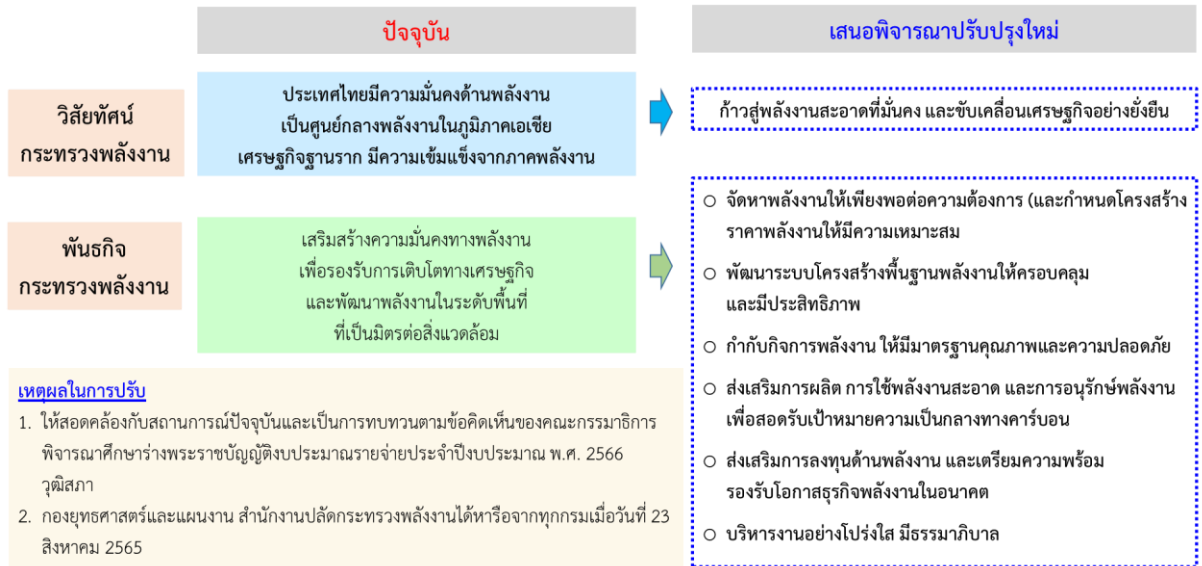 ปัจจุบัน
เสนอพิจารณาปรับปรุงใหม่
วิสัยทัศน์
กระทรวงพลังงาน
ประเทศไทยมีความมั่นคงด้านพลังงาน
เป็นศูนย์กลางพลังงานในภูมิภาคเอเชีย
เศรษฐกิจฐานราก มีความเข้มแข็งจากภาคพลังงาน
ก้าวสู่พลังงานสะอาดที่มั่นคง และขับเคลื่อนเศรษฐกิจอย่างยั่งยืน
พันธกิจ
กระทรวงพลังงาน
เสริมสร้างความมั่นคงทางพลังงาน
เพื่อรองรับการเติบโตทางเศรษฐกิจ
และพัฒนาพลังงานในระดับพื้นที่
ที่เป็นมิตรต่อสิ่งแวดล้อม
○ จัดหาพลังงานให้เพียงพอต่อความต้องการ (และกำหนดโครงสร้าง
ราคาพลังงานให้มีความเหมาะสม
○ พัฒนาระบบโครงสร้างพื้นฐานพลังงานให้ครอบคลุม
และมีประสิทธิภาพ
○ กำกับกิจการพลังงาน ให้มีมาตรฐานคุณภาพและความปลอดภัย
○ ส่งเสริมการผลิต การใช้พลังงานสะอาด และการอนุรักษ์พลังงาน
เพื่อสอดรับเป้าหมายความเป็นกลางทางคาร์บอน
○ ส่งเสริมการลงทุนด้านพลังงาน และเตรียมความพร้อม
รองรับโอกาสธุรกิจพลังงานในอนาคต
○ บริหารงานอย่างโปร่งใส มีธรรมาภิบาล
เหตุผลในการปรับ
1. ให้สอดคล้องกับสถานการณ์ปัจจุบันและเป็นการทบทวนตามข้อคิดเห็นของคณะกรรมาธิการ
พิจารณาศึกษาร่างพระราชบัญญัติงบประมาณรายจ่ายประจำปีงบประมาณ พ.ศ. 2566
วุฒิสภา
2. กองยุทธศาสตร์และแผนงาน สำนักงานปลัดกระทรวงพลังงานได้หารือจากทุกกรมเมื่อวันที่ 23
สิงหาคม 2565